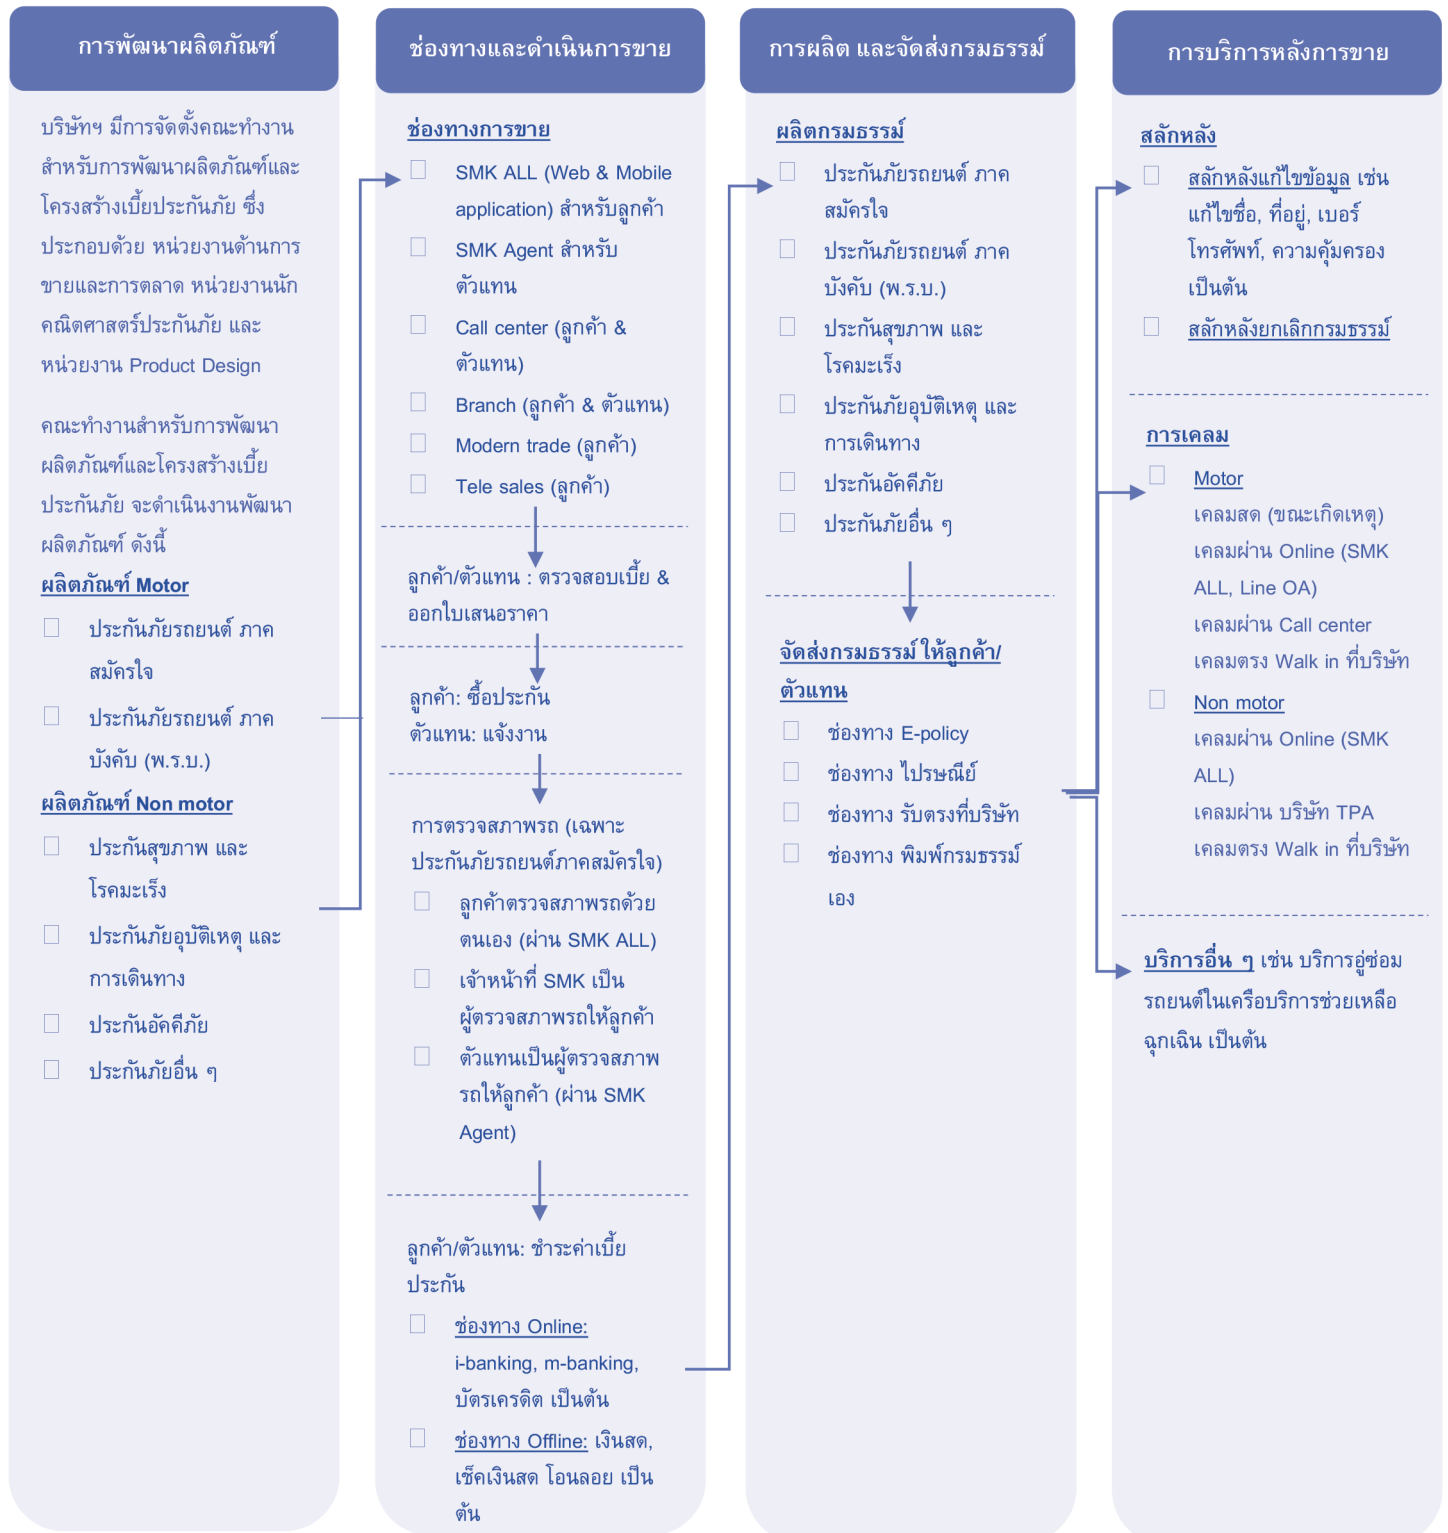 การพัฒนาผลิตภัณฑ์
บริษัทฯ มีการจัดตั้งคณะทำงาน
สำหรับการพัฒนาผลิตภัณฑ์และ
โครงสร้างเบี้ยประกันภัย ซึ่ง
ประกอบด้วย หน่วยงานด้านการ
ขายและการตลาด หน่วยงานนัก
คณิตศาสตร์ประกันภัย และ
หน่วยงาน Product Design
คณะทำงานสำหรับการพัฒนา
ผลิตภัณฑ์และโครงสร้างเบี้ย
ประกันภัย จะดำเนินงานพัฒนา
ผลิตภัณฑ์ ดังนี้
ผลิตภัณฑ์ Motor
ประกันภัยรถยนต์ ภาค
สมัครใจ
ประกันภัยรถยนต์ ภาค
บังคับ (พ.ร.บ.)
ผลิตภัณฑ์ Non motor
ประกันสุขภาพ และ
โรคมะเร็ง
ประกันภัยอุบัติเหตุ และ
การเดินทาง
ประกันอัคคีภัย
ประกันภัยอื่น ๆ
ช่องทางและดำเนินการขาย
ช่องทางการขาย
SMK ALL (Web & Mobile
application) สำหรับลูกค้า
SMK Agent สำหรับ
ตัวแทน
Call center (ลูกค้า &
ตัวแทน)
Branch (ลูกค้า & ตัวแทน)
Modern trade (ลูกค้า)
Tele sales (ลูกค้า)
ลูกค้า/ตัวแทน : ตรวจสอบเบี้ย &
ออกใบเสนอราคา
ลูกค้า: ซื้อประกัน
ตัวแทน: แจ้งงาน
การตรวจสภาพรถ (เฉพาะ
ประกันภัยรถยนต์ภาคสมัครใจ)
ลูกค้าตรวจสภาพรถด้วย
ตนเอง (ผ่าน SMK ALL)
เจ้าหน้าที่ SMK เป็น
ผู้ตรวจสภาพรถให้ลูกค้า
ตัวแทนเป็นผู้ตรวจสภาพ
รถให้ลูกค้า (ผ่าน SMK
Agent)
ลูกค้า/ตัวแทน: ชำระค่าเบี้ย
ประกัน
ช่องทาง Online:
i-banking, m-banking,
บัตรเครดิต เป็นต้น
ช่องทาง Offline: เงินสด,
เช็คเงินสด โอนลอย เป็น
ต้น
การผลิต และจัดส่งกรมธรรม์
ผลิตกรมธรรม์
ประกันภัยรถยนต์ ภาค
สมัครใจ
ประกันภัยรถยนต์ ภาค
บังคับ (พ.ร.บ.)
ประกันสุขภาพ และ
โรคมะเร็ง
ประกันภัยอุบัติเหตุ และ
การเดินทาง
ประกันอัคคีภัย
ประกันภัยอื่น ๆ
จัดส่งกรมธรรม์ ให้ลูกค้า/
ตัวแทน
ช่องทาง E-policy
ช่องทาง ไปรษณีย์
ช่องทาง รับตรงที่บริษัท
ช่องทาง พิมพ์กรมธรรม์
เอง
การบริการหลังการขาย
สลักหลัง
สลักหลังแก้ไขข้อมูล เช่น
แก้ไขชื่อ, ที่อยู่, เบอร์
โทรศัพท์, ความคุ้มครอง
เป็นต้น
สลักหลังยกเลิกกรมธรรม์
การเคลม
Motor
เคลมสด (ขณะเกิดเหตุ)
เคลมผ่าน Online (SMK
ALL, Line OA)
เคลมผ่าน Call center
เคลมตรง Walk in ที่บริษัท
Non motor
เคลมผ่าน Online (SMK
ALL)
เคลมผ่าน บริษัท TPA
เคลมตรง Walk in ที่บริษัท
บริการอื่น ๆ เช่น บริการอู่ซ่อม
รถยนต์ในเครือบริการช่วยเหลือ
ฉุกเฉิน เป็นต้น